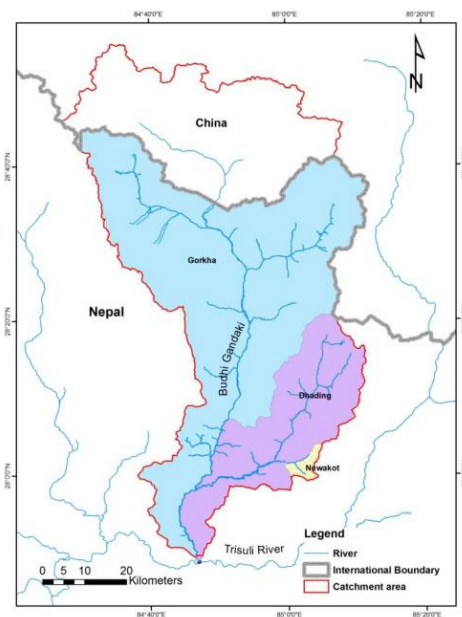 84°40'0"E 85°0'0"E 85°20'0"E
N
China
28°40'0"N
Gorkha
Nepal
28°20'0"N
Budhi Gandaki
Dhading
Nawakot
28°0'0"N
Legend
Trisuli River
River
International Boundary
Catchment area
0 5 10 20
Kilometers
84°40'0"E 85°0'0"E 85°20'0"E